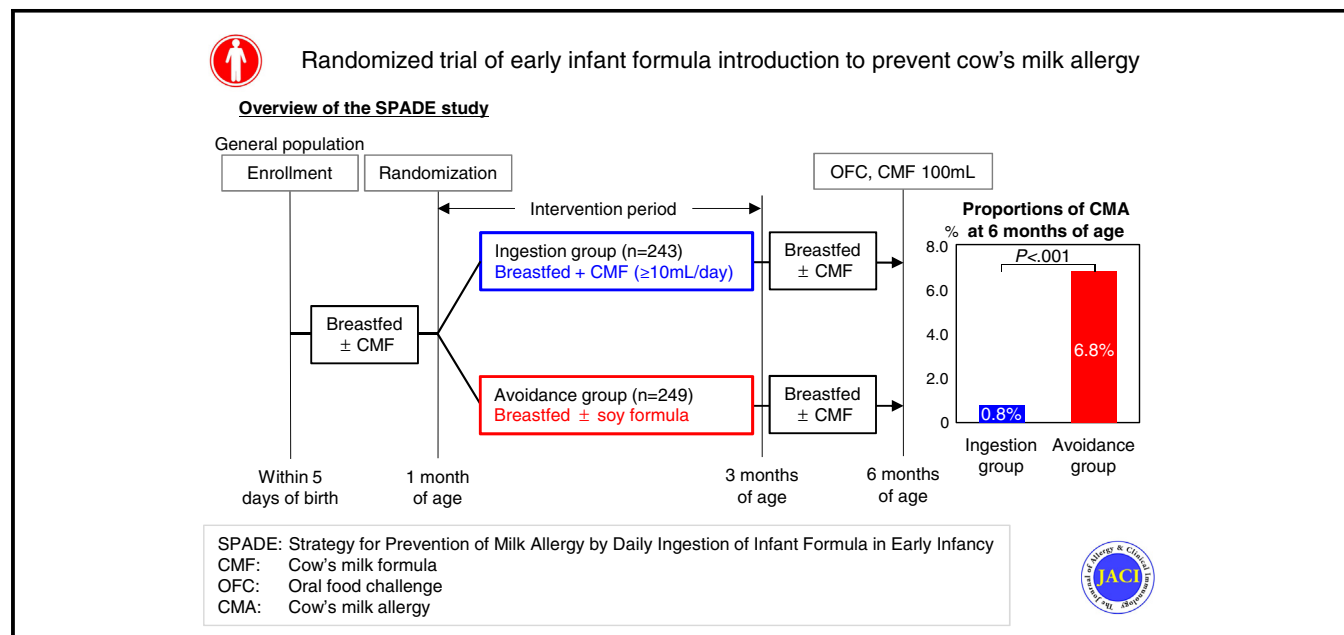 Randomized trial of early infant formula introduction to prevent cow's milk allergy
Overview of the SPADE study
General population
Enrollment
Randomization
OFC, CMF 100mL
Intervention period
Ingestion group (n=243)
Breastfed + CMF (≥10mL/day)
Breastfed
± CMF
Breastfed
± CMF
Avoidance group (n=249)
Breastfed ± soy formula
Breastfed
± CMF
Within 5
days of birth
1 month
of age
3 months
of age
6 months
of age
Proportions of CMA
% at 6 months of age
8.0
P<.001
6.0
4.0
6.8%
2.0
0.8%
0
Ingestion
group
Avoidance
group
SPADE: Strategy for Prevention of Milk Allergy by Daily Ingestion of Infant Formula in Early Infancy
CMF: Cow's milk formula
OFC: Oral food challenge
CMA: Cow's milk allergy
The Journal of Allergy & Clinical Immunology
JACI